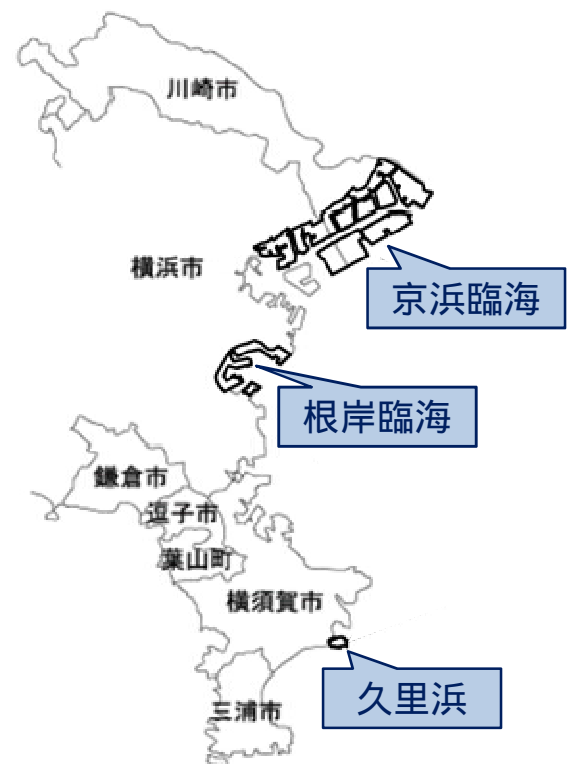 川崎市
横浜市
京浜臨海
根岸臨海
鎌倉市
逗子市
葉山町
横須賀市
久里浜
三浦市